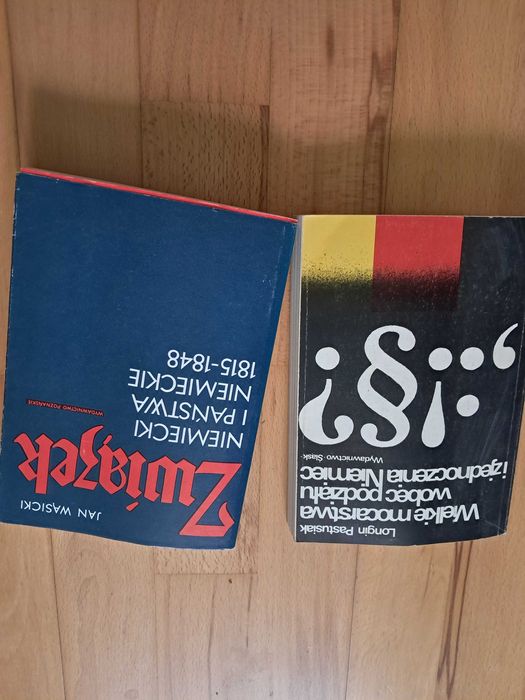 JAN WĄSICKI
Związek
NIEMIECKI
I PAŃSTWA
NIEMIECKIE
1815-1848
WYDAWNICTWO POZNAŃSKIE
Longin Pastusiak
Wielkie mocarstwa
wobec podziału
i zjednoczenia Niemiec
Wydawnictwo „Śląsk"
?§!:..,